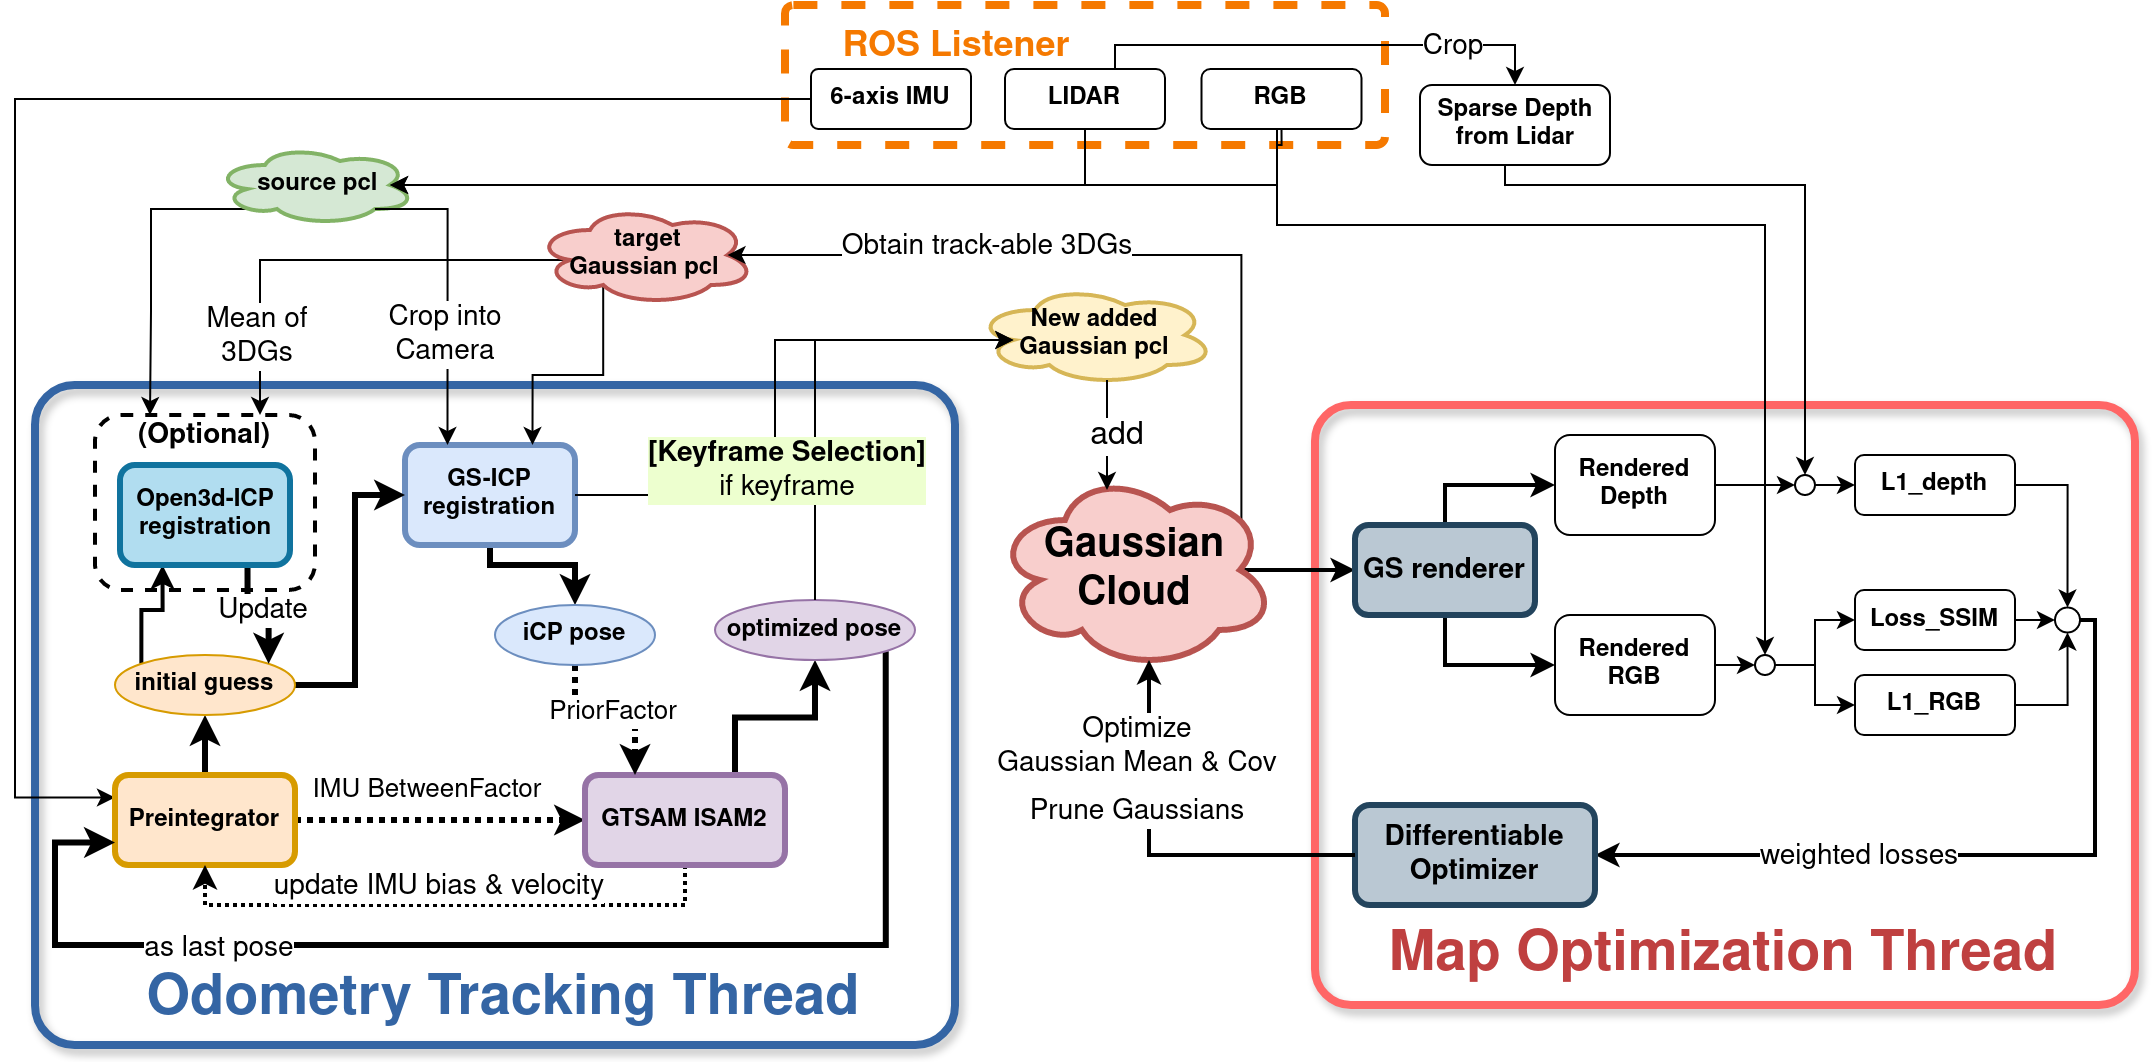 ROS Listener
Crop
6-axis IMU
LIDAR
RGB
Sparse Depth
from Lidar
source pcl
target
Gaussian pcl
Obtain track-able 3DGs
Mean of
3DGs
Crop into
Camera
New added
Gaussian pcl
add
(Optional)
Open3d-ICP
registration
GS-ICP
registration
[Keyframe Selection]
if keyframe
Update
initial guess
iCP pose
optimized pose
PriorFactor
IMU BetweenFactor
Preintegrator
GTSAM ISAM2
update IMU bias & velocity
as last pose
Odometry Tracking Thread
Gaussian
Cloud
Optimize
Gaussian Mean & Cov
Prune Gaussians
GS renderer
Rendered
Depth
Rendered
RGB
L1_depth
Loss_SSIM
L1_RGB
Differentiable
Optimizer
weighted losses
Map Optimization Thread